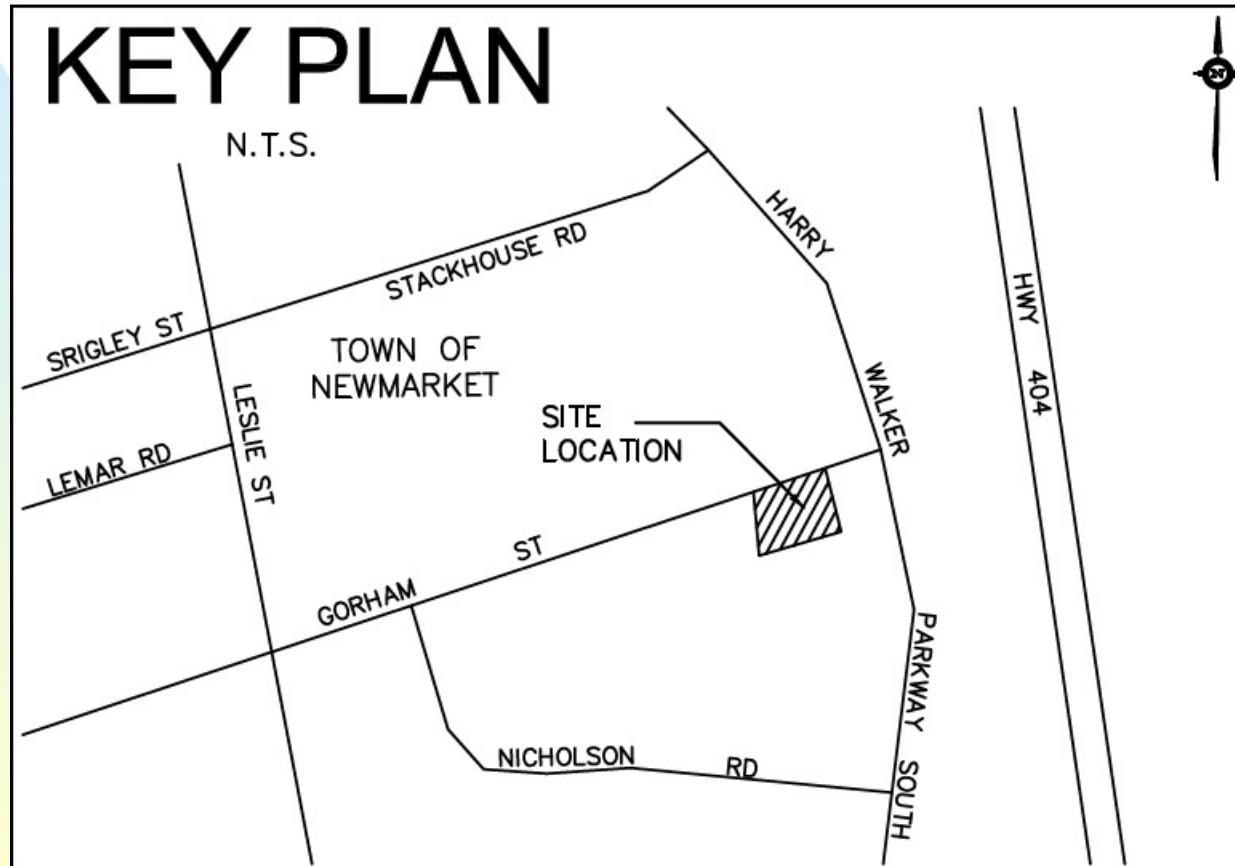 KEY PLAN
N.T.S.
N
STACKHOUSE RD
HARRY
SRIGLEY ST
TOWN OF
NEWMARKET
HWY 404
LESLIE ST
LEMAR RD
SITE
LOCATION
WALKER
GORHAM ST
PARKWAY SOUTH
NICHOLSON RD